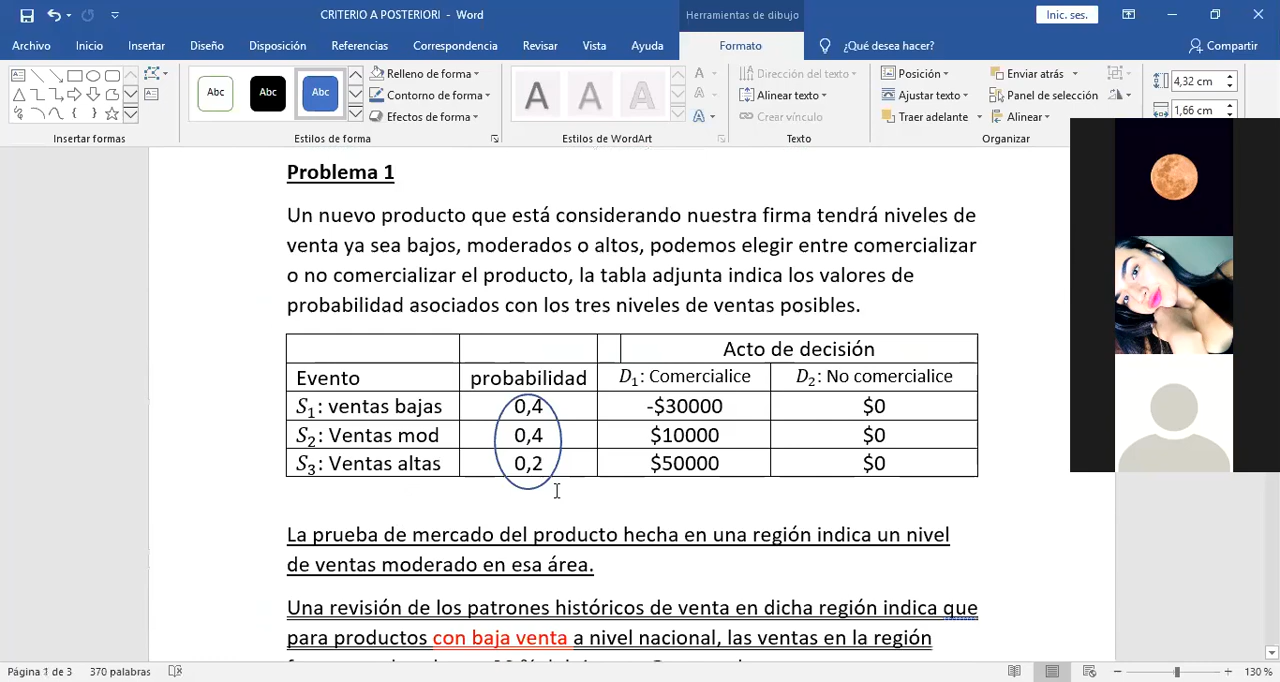 CRITERIO A POSTERIORI - Word
Herramientas de dibujo
Inic. ses.
Archivo Inicio Insertar Diseño Disposición Referencias Correspondencia Revisar Vista Ayuda Formato ¿Qué desea hacer? Compartir
Abc Abc Abc
Relleno de forma
Contorno de forma
Efectos de forma
A A A
Dirección del texto
Alinear texto
Crear vínculo
Posición
Ajustar texto
Traer adelante
Enviar atrás
Panel de selección
Alinear
4,32 cm
1,66 cm
Insertar formas Estilos de forma Estilos de WordArt Texto Organizar
Problema 1
Un nuevo producto que está considerando nuestra firma tendrá niveles de
venta ya sea bajos, moderados o altos, podemos elegir entre comercializar
o no comercializar el producto, la tabla adjunta indica los valores de
probabilidad asociados con los tres niveles de ventas posibles.
Acto de decisión
Evento probabilidad D₁: Comercialice D₂: No comercialice
S₁: ventas bajas 0,4 -$30000 $0
S₂: Ventas mod 0,4 $10000 $0
S₃: Ventas altas 0,2 $50000 $0
La prueba de mercado del producto hecha en una región indica un nivel
de ventas moderado en esa área.
Una revisión de los patrones históricos de venta en dicha región indica que
para productos con baja venta a nivel nacional, las ventas en la región
Página 1 de 3 370 palabras 130 %